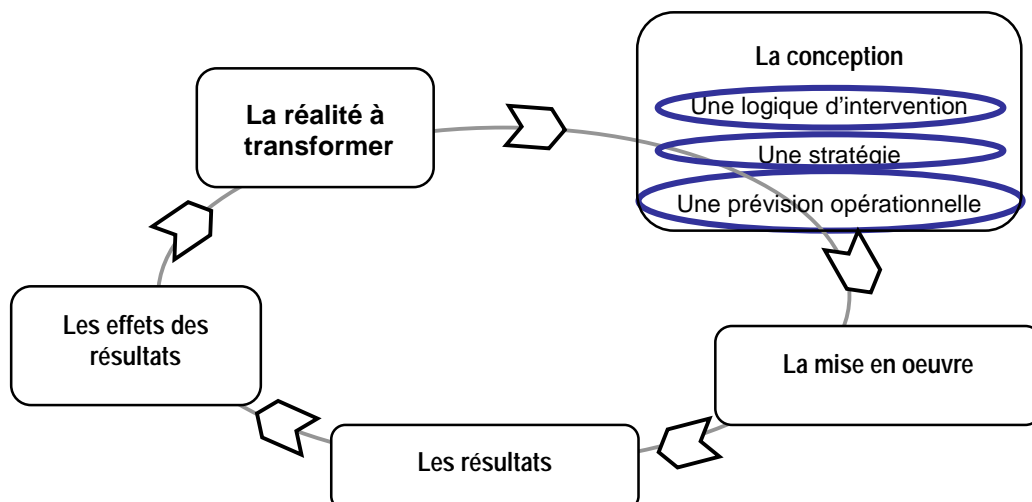 La conception
Une logique d'intervention
Une stratégie
Une prévision opérationnelle
La réalité à
transformer
Les effets des
résultats
La mise en oeuvre
Les résultats